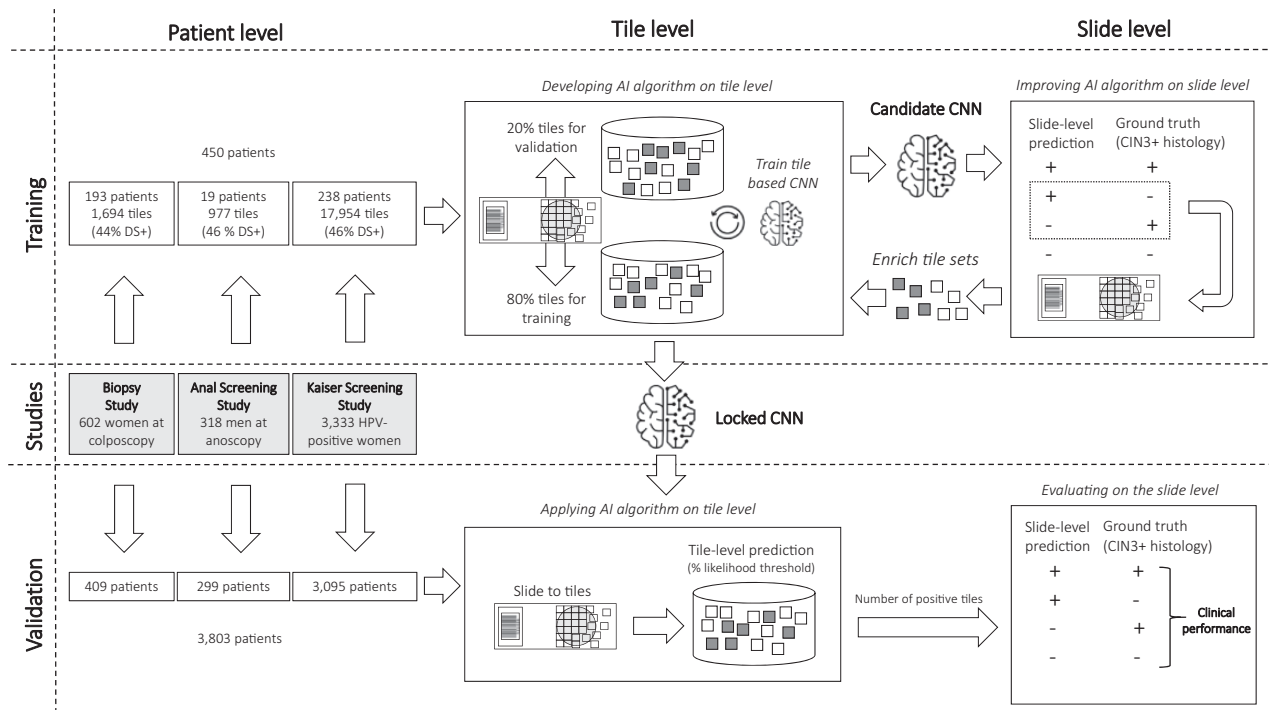 Patient level
Tile level
Slide level
Training
450 patients
193 patients
1,694 tiles
(44% DS+)
19 patients
977 tiles
(46 % DS+)
238 patients
17,954 tiles
(46% DS+)
Developing AI algorithm on tile level
20% tiles for
validation
80% tiles for
training
Train tile
based CNN
Candidate CNN
Enrich tile sets
Improving AI algorithm on slide level
Slide-level
prediction
Ground truth
(CIN3+ histology)
+ +
+ -
- +
- -
Studies
Biopsy
Study
602 women at
colposcopy
Anal Screening
Study
318 men at
anoscopy
Kaiser Screening
Study
3,333 HPV-
positive women
Locked CNN
Validation
409 patients
299 patients
3,095 patients
3,803 patients
Applying AI algorithm on tile level
Slide to tiles
Tile-level prediction
(% likelihood threshold)
Number of positive tiles
Evaluating on the slide level
Slide-level
prediction
Ground truth
(CIN3+ histology)
+ +
+ -
- +
- -
Clinical
performance